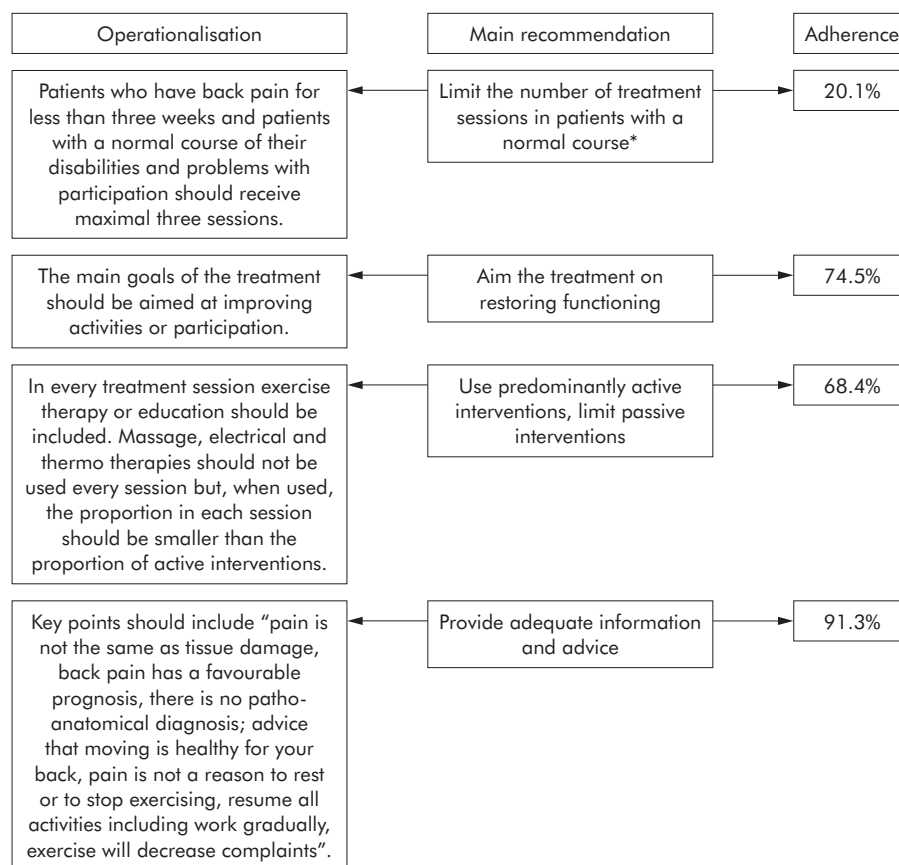 Operationalisation
Main recommendation
Adherence
Patients who have back pain for
less than three weeks and patients
with a normal course of their
disabilities and problems with
participation should receive
maximal three sessions.
Limit the number of treatment
sessions in patients with a
normal course*
20.1%
The main goals of the treatment
should be aimed at improving
activities or participation.
Aim the treatment on
restoring functioning
74.5%
In every treatment session exercise
therapy or education should be
included. Massage, electrical and
thermo therapies should not be
used every session but, when used,
the proportion in each session
should be smaller than the
proportion of active interventions.
Use predominantly active
interventions, limit passive
interventions
68.4%
Key points should include “pain is
not the same as tissue damage,
back pain has a favourable
prognosis, there is no patho-
anatomical diagnosis; advice
that moving is healthy for your
back, pain is not a reason to rest
or to stop exercising, resume all
activities including work gradually,
exercise will decrease complaints”.
Provide adequate information
and advice
91.3%